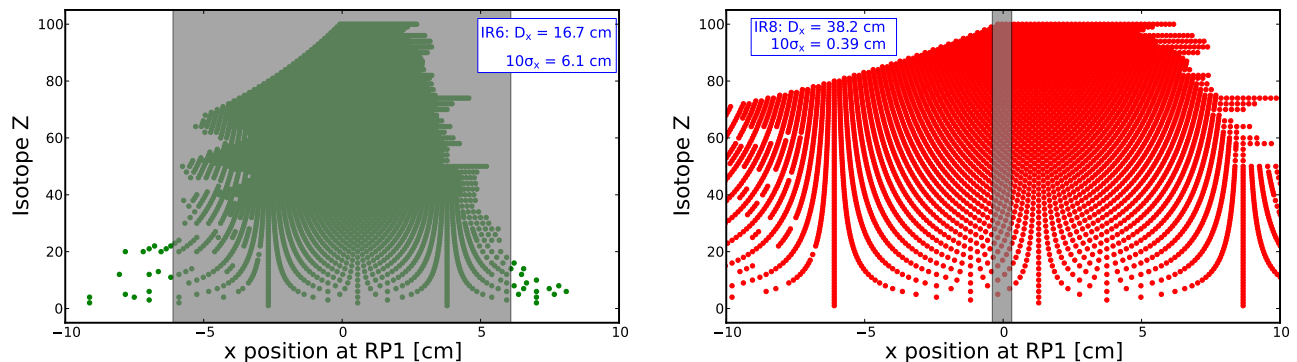 100
80
60
40
20
0
Isotope Z
IR6: Dx = 16.7 cm
10σx = 6.1 cm
−10
−5
0
5
10
x position at RP1 [cm]
100
80
60
40
20
0
Isotope Z
IR8: Dx = 38.2 cm
10σx = 0.39 cm
−10
−5
0
5
10
x position at RP1 [cm]